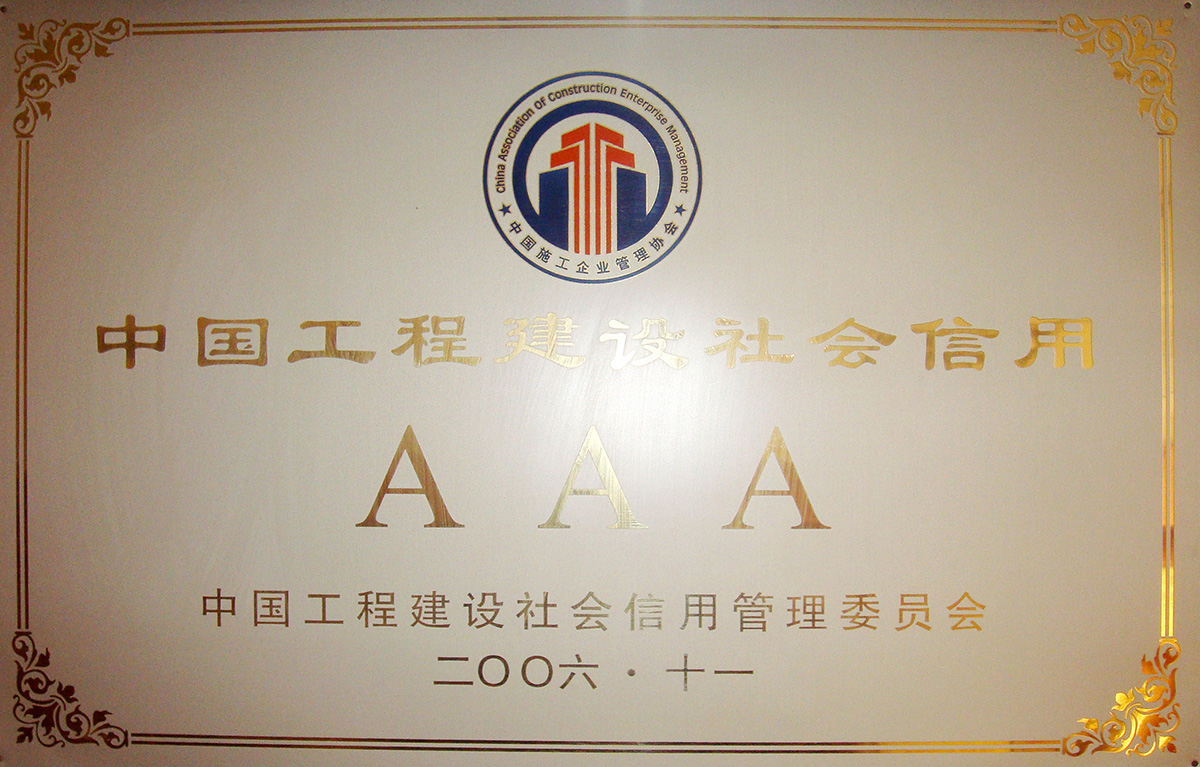 China Association Of Construction Enterprise Management
中国施工企业管理协会
中国工程建设社会信用
A A A
中国工程建设社会信用管理委员会
二〇〇六·十一